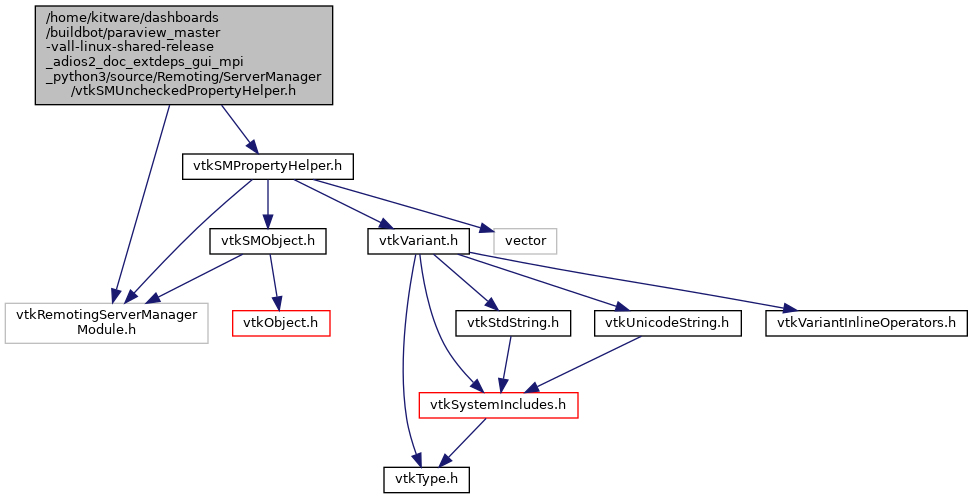 /home/kitware/dashboards
/buildbot/paraview_master
-vall-linux-shared-release
_adios2_doc_extdeps_gui_mpi
_python3/source/Remoting/ServerManager
/vtkSMUncheckedPropertyHelper.h
vtkSMPropertyHelper.h
vtkSMObject.h
vtkVariant.h
vector
vtkRemotingServerManager
Module.h
vtkObject.h
vtkStdString.h
vtkUnicodeString.h
vtkVariantInlineOperators.h
vtkSystemIncludes.h
vtkType.h